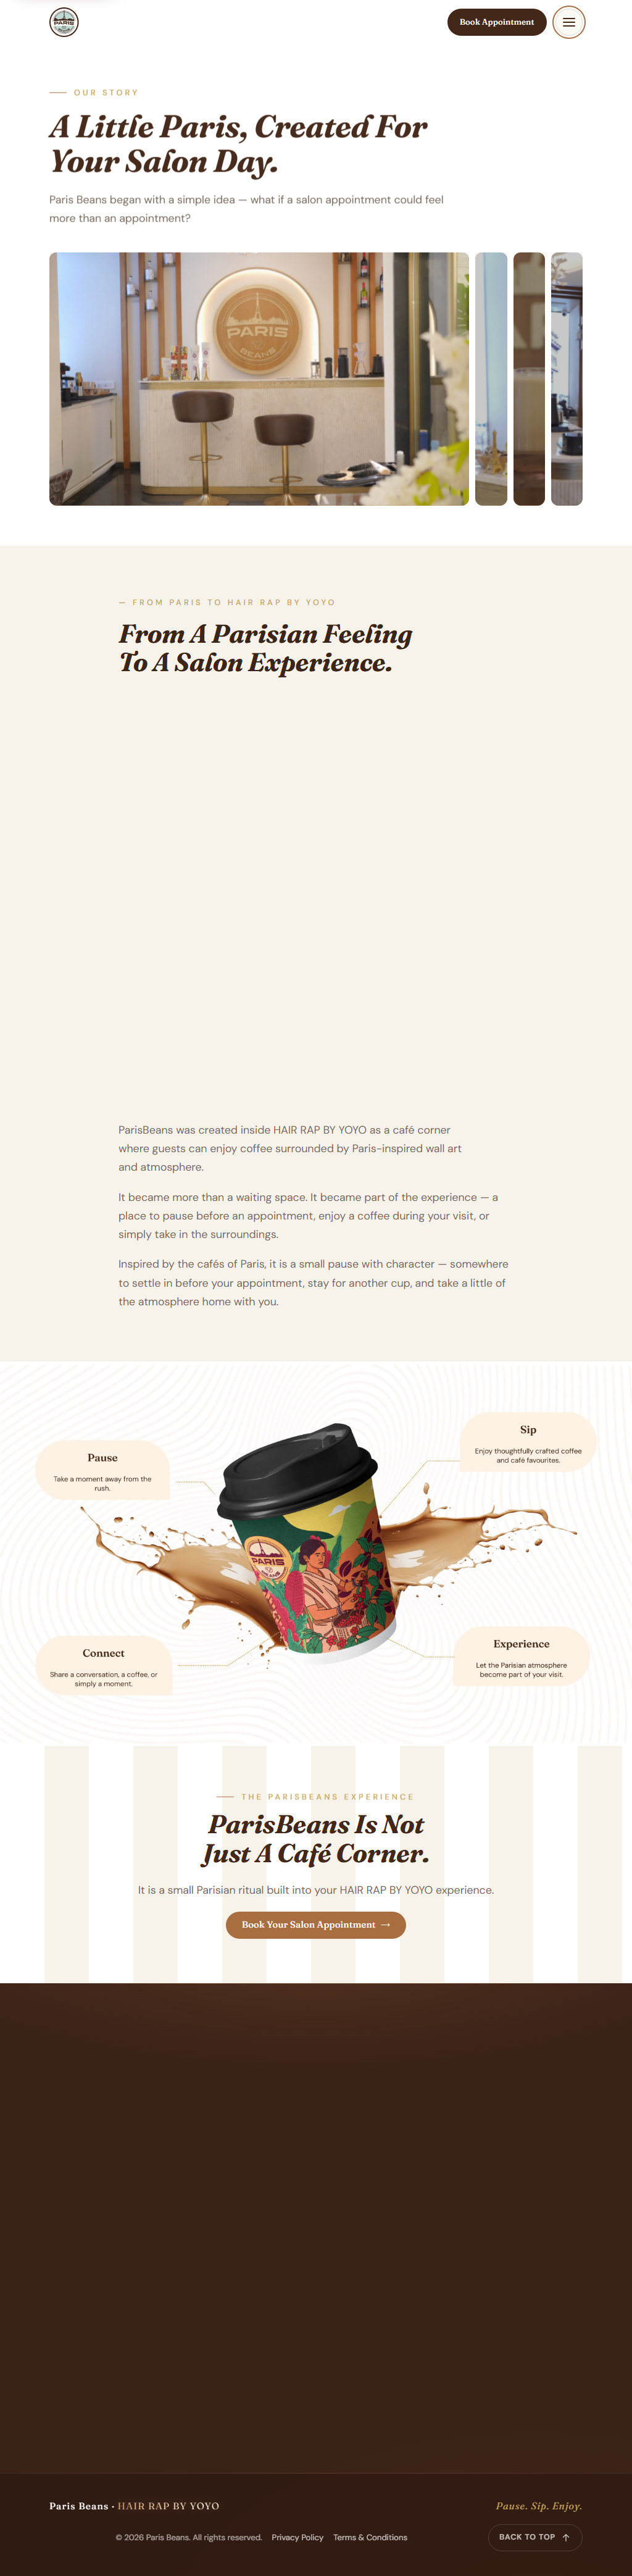 PARIS
Book Appointment
OUR STORY
A Little Paris, Created For
Your Salon Day.
Paris Beans began with a simple idea — what if a salon appointment could feel
more than an appointment?
PARIS
BEANS
— FROM PARIS TO HAIR RAP BY YOYO
From A Parisian Feeling
To A Salon Experience.
ParisBeans was created inside HAIR RAP BY YOYO as a café corner
where guests can enjoy coffee surrounded by Paris-inspired wall art
and atmosphere.
It became more than a waiting space. It became part of the experience — a
place to pause before an appointment, enjoy a coffee during your visit, or
simply take in the surroundings.
Inspired by the cafés of Paris, it is a small pause with character — somewhere
to settle in before your appointment, stay for another cup, and take a little of
the atmosphere home with you.
Pause
Take a moment away from the
rush.
Sip
Enjoy thoughtfully crafted coffee
and café favourites.
PARIS
Connect
Share a conversation, a coffee, or
simply a moment.
Experience
Let the Parisian atmosphere
become part of your visit.
THE PARISBEANS EXPERIENCE
ParisBeans Is Not
Just A Café Corner.
It is a small Parisian ritual built into your HAIR RAP BY YOYO experience.
Book Your Salon Appointment →
Paris Beans · HAIR RAP BY YOYO
Pause. Sip. Enjoy.
© 2026 Paris Beans. All rights reserved. Privacy Policy Terms & Conditions
BACK TO TOP ↑